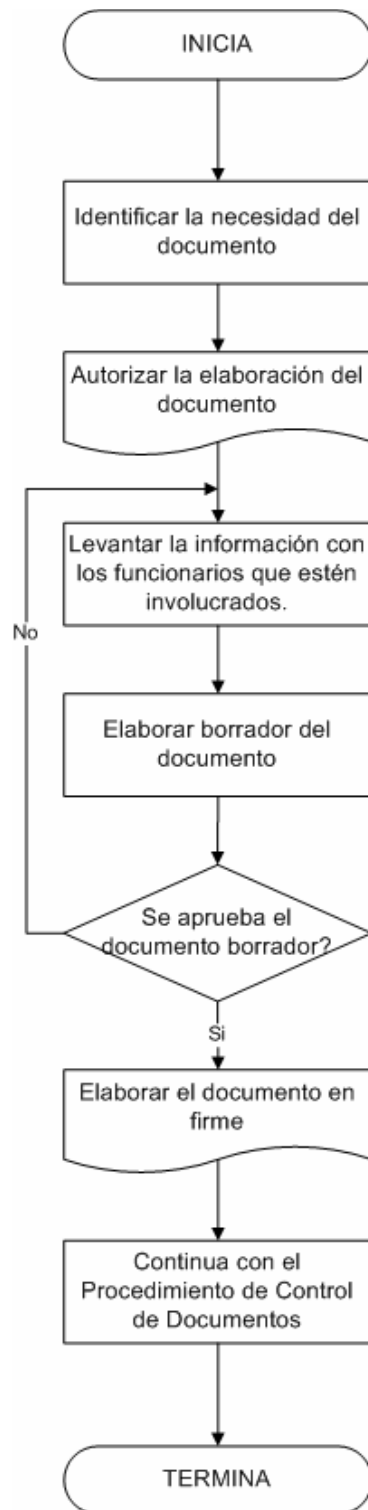 INICIA
Identificar la necesidad del
documento
Autorizar la elaboración del
documento
Levantar la información con
los funcionarios que estén
involucrados.
No
Elaborar borrador del
documento
Se aprueba el
documento borrador?
Si
Elaborar el documento en
firme
Continua con el
Procedimiento de Control
de Documentos
TERMINA